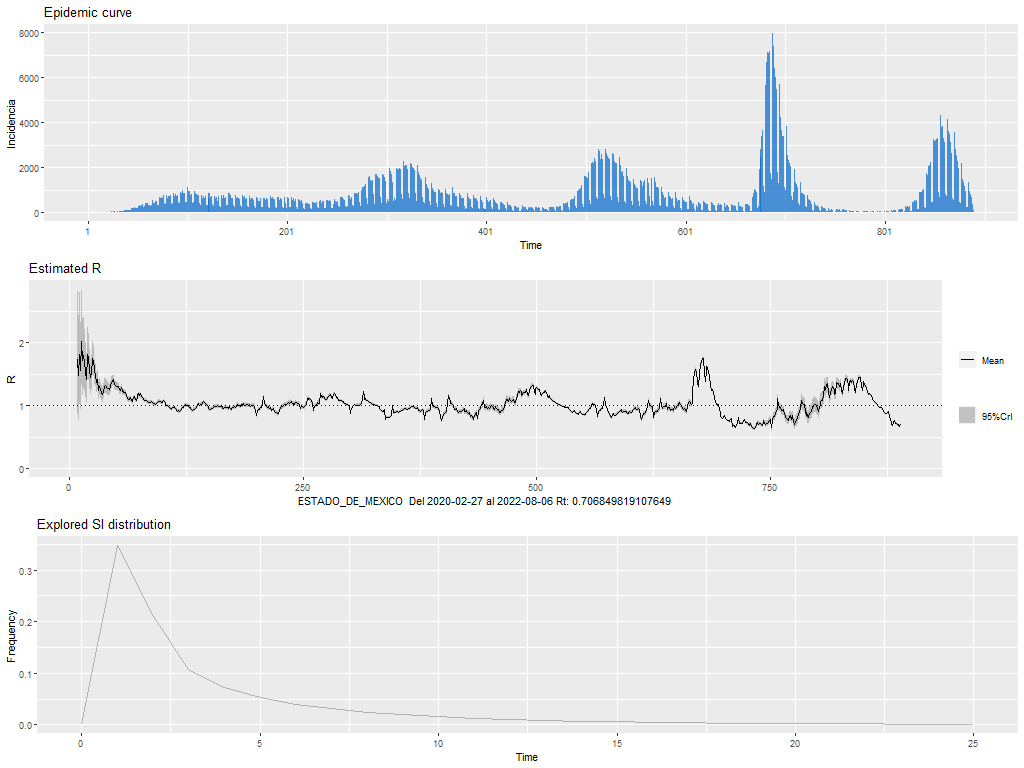 Epidemic curve
8000
6000
4000
2000
0
Incidencia
1 201 401 601 801
Time
Estimated R
2
1
0
R
Mean
95%CrI
0 250 500 750
ESTADO_DE_MEXICO Del 2020-02-27 al 2022-08-06 Rt: 0.706849819107649
Explored SI distribution
0.3
0.2
0.1
0.0
Frequency
0 5 10 15 20 25
Time